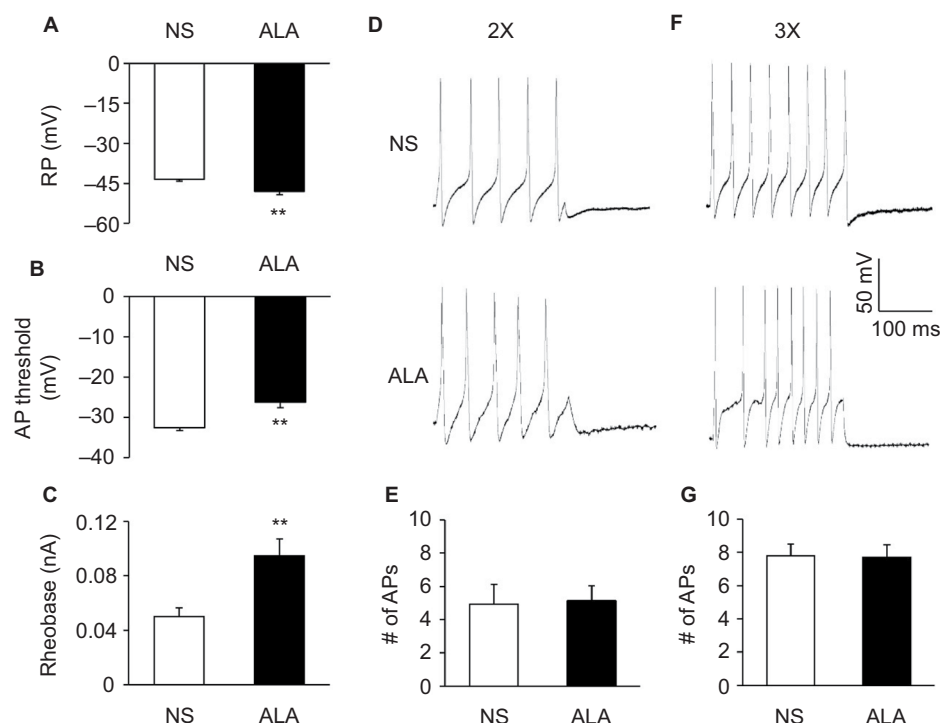 A
NS ALA
0
–15
–30
–45
–60
RP (mV)
**
B
NS ALA
0
–10
–20
–30
–40
AP threshold
(mV)
**
C
0.12
0.08
0.04
0
Rheobase (nA)
**
NS ALA
D
2X
NS
ALA
F
3X
50 mV
100 ms
E
10
8
6
4
2
0
# of APs
NS ALA
G
10
8
6
4
2
0
# of APs
NS ALA